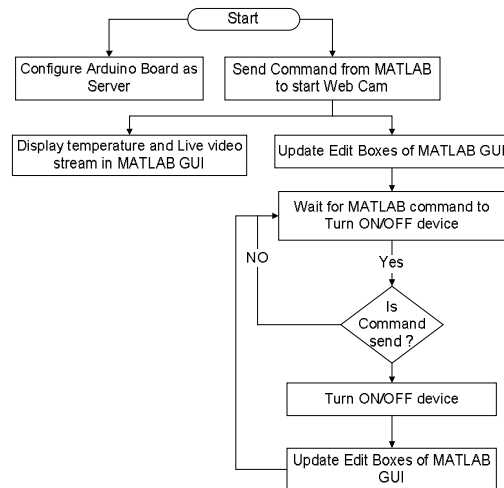 Start
Configure Arduino Board as
Server
Send Command from MATLAB
to start Web Cam
Display temperature and Live video
stream in MATLAB GUI
Update Edit Boxes of MATLAB GUI
Wait for MATLAB command to
Turn ON/OFF device
NO
Yes
Is
Command
send ?
Turn ON/OFF device
Update Edit Boxes of MATLAB
GUI